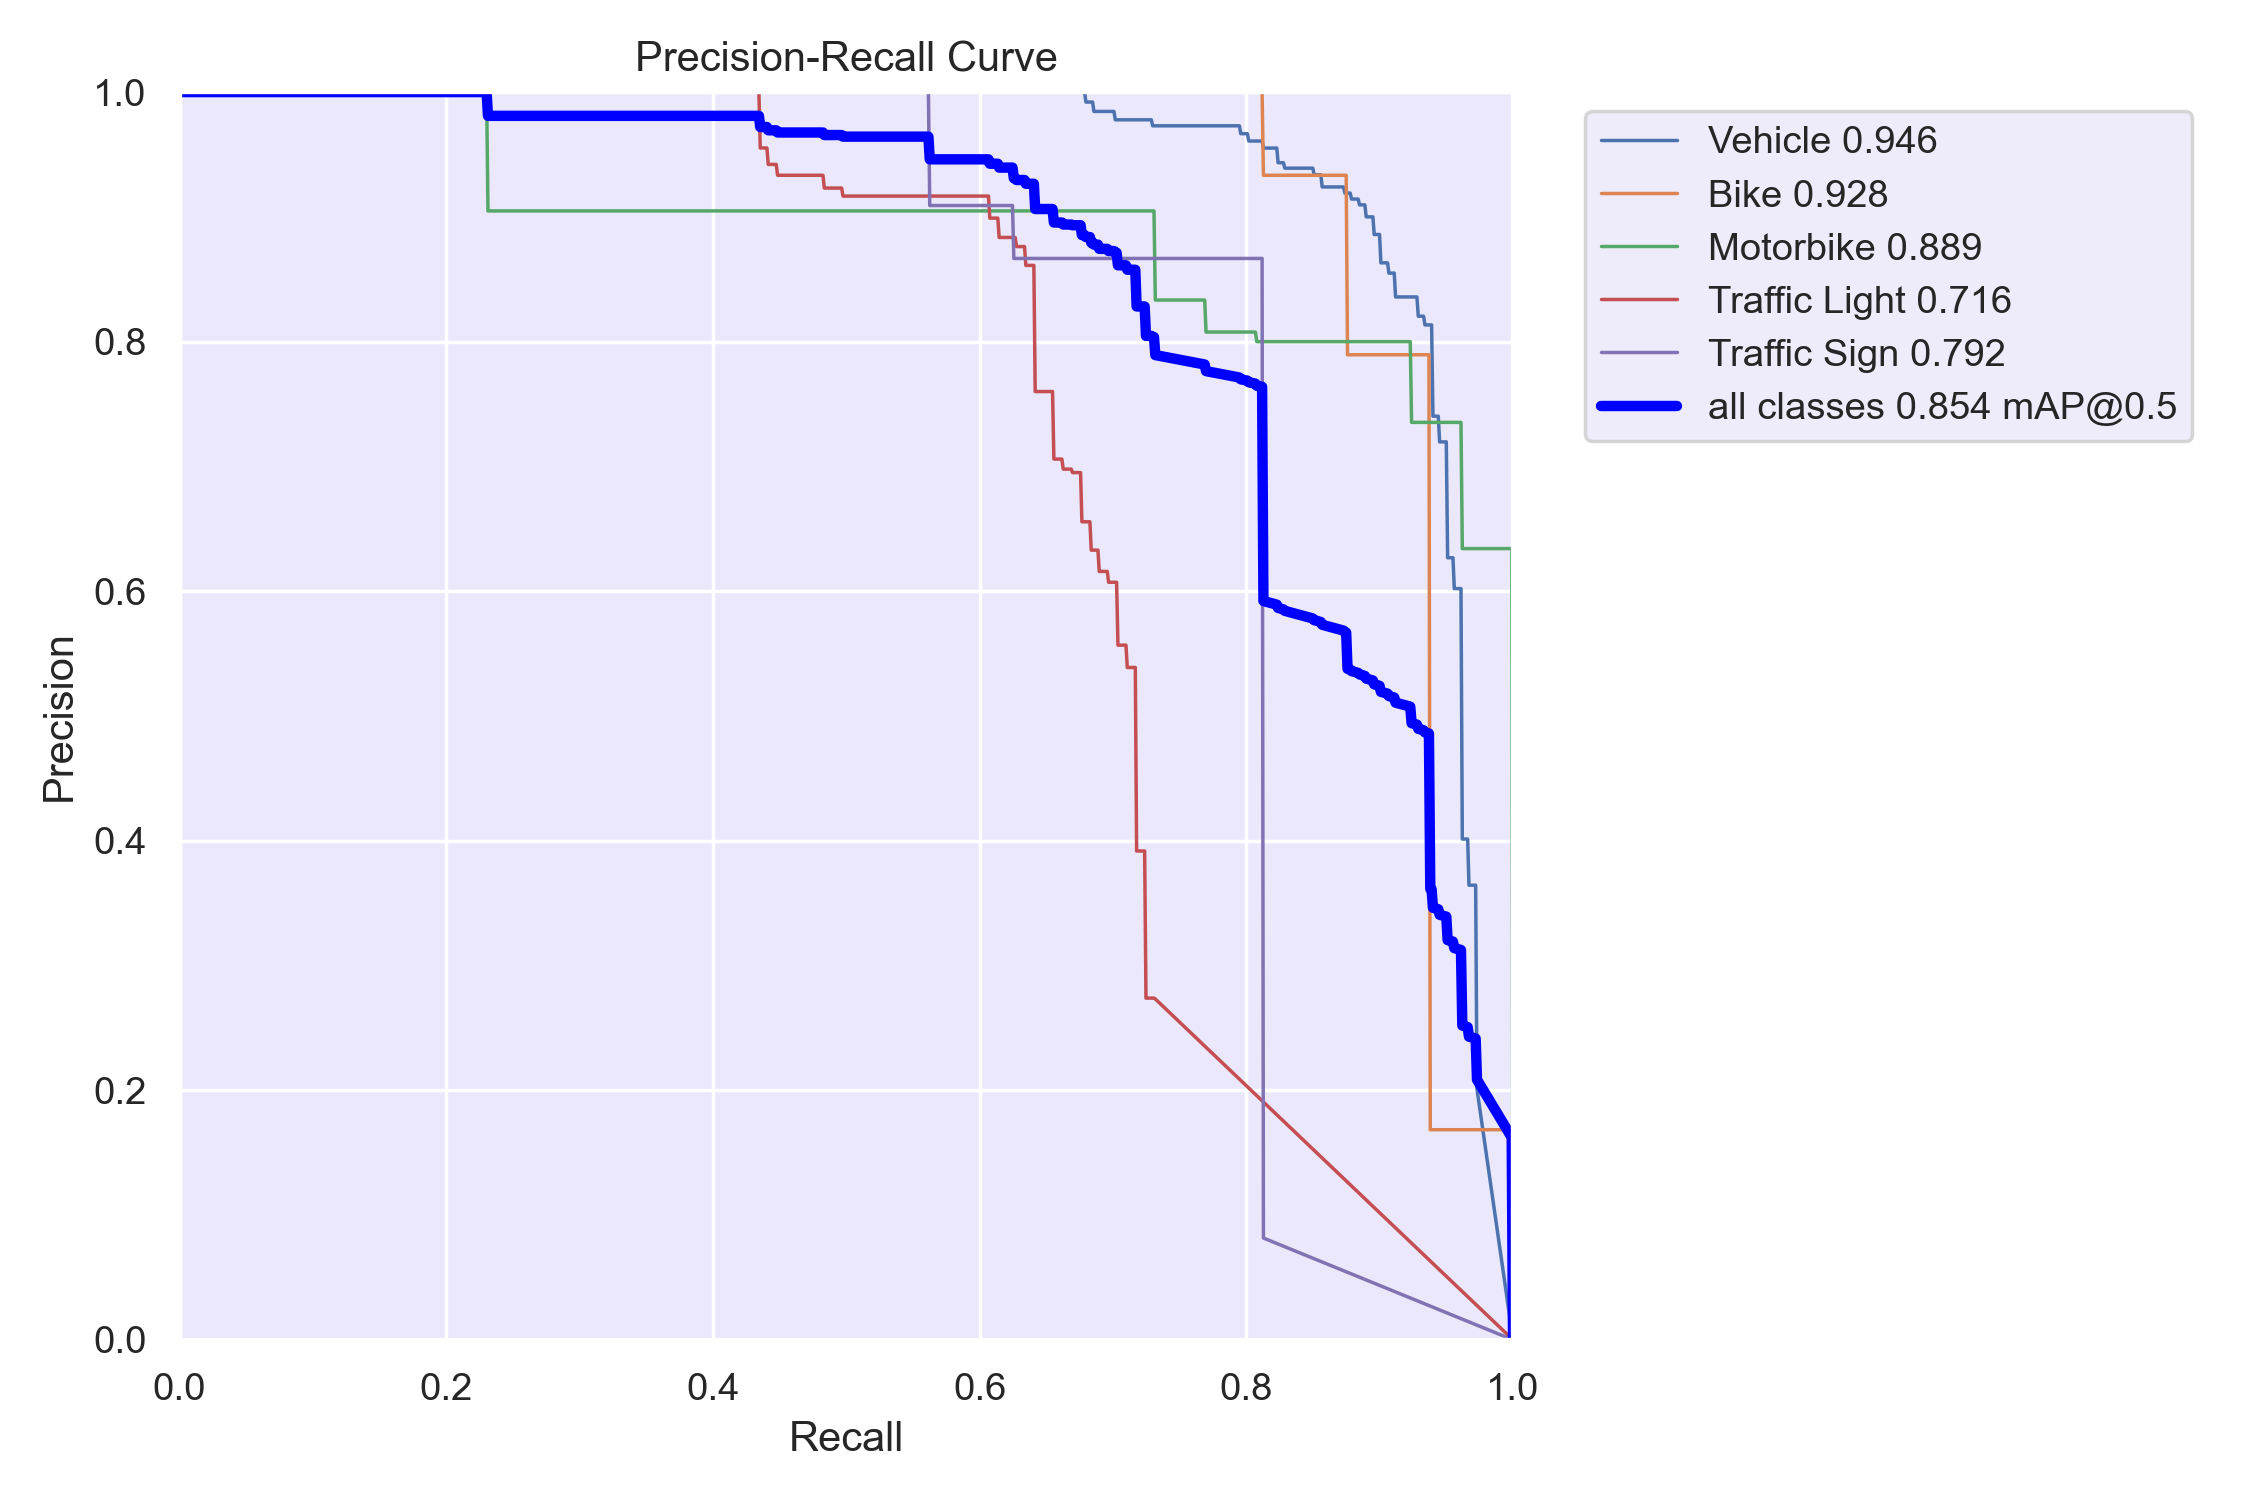 Precision-Recall Curve
1.0
0.8
0.6
0.4
0.2
0.0
Precision
0.0 0.2 0.4 0.6 0.8 1.0
Recall
Vehicle 0.946
Bike 0.928
Motorbike 0.889
Traffic Light 0.716
Traffic Sign 0.792
all classes 0.854 mAP@0.5